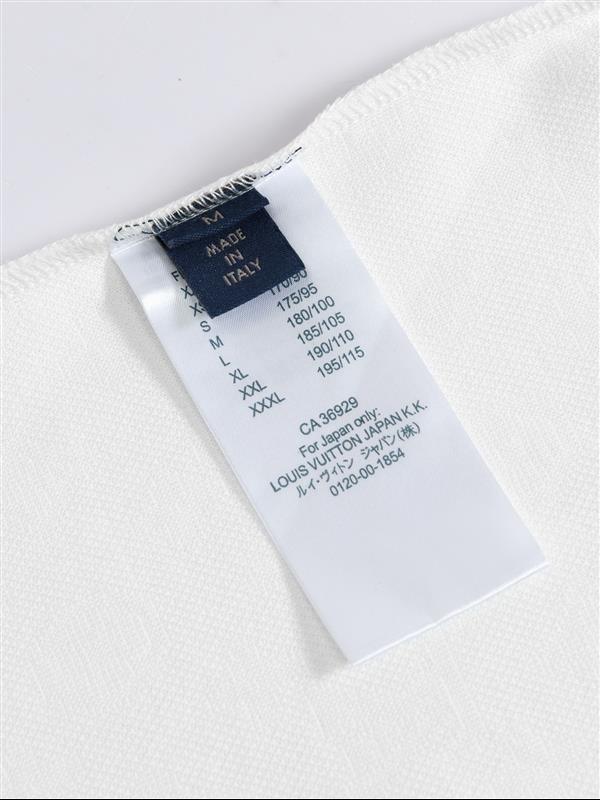 M
MADE
IN
ITALY
170/90
S 175/95
M 180/100
L 185/105
XL 190/110
XXL 195/115
XXXL
CA 36929
For Japan only:
LOUIS VUITTON JAPAN K.K.
ルイ・ヴィトン ジャパン(株)
0120-00-1854